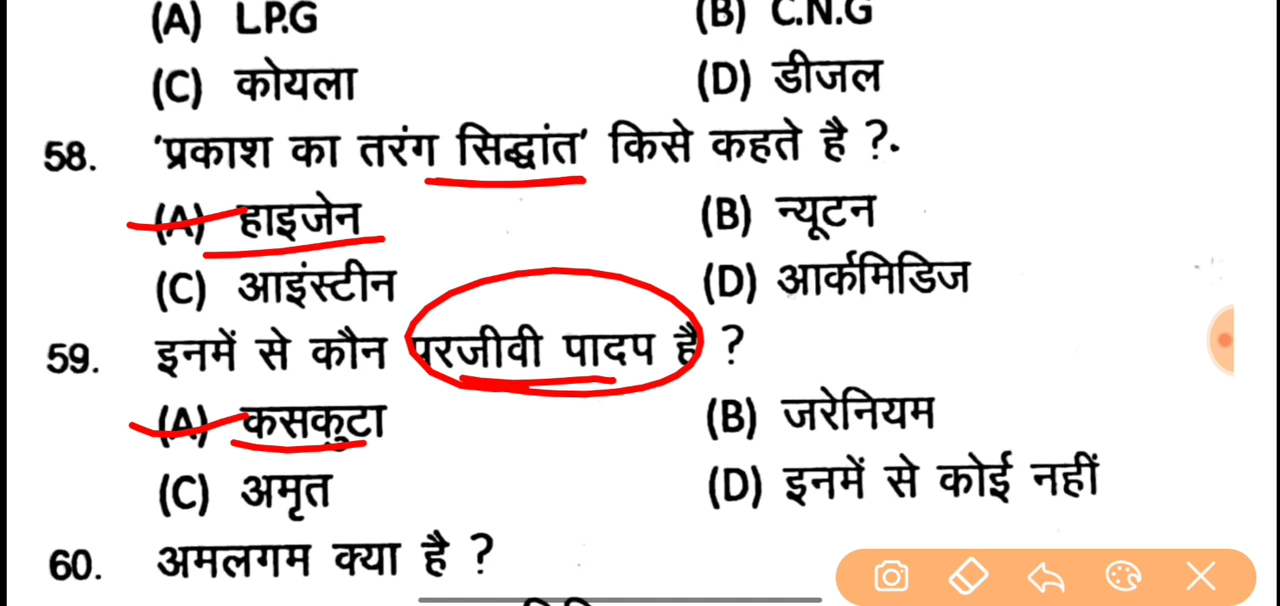 (A) L.P.G (B) C.N.G
(C) कोयला (D) डीजल
58. 'प्रकाश का तरंग सिद्धांत' किसे कहते है ?.
(A) हाइजेन (B) न्यूटन
(C) आइंस्टीन (D) आर्कमिडिज
59. इनमें से कौन परजीवी पादप है ?
(A) कसकुटा (B) जरेनियम
(C) अमृत (D) इनमें से कोई नहीं
60. अमलगम क्या है ?